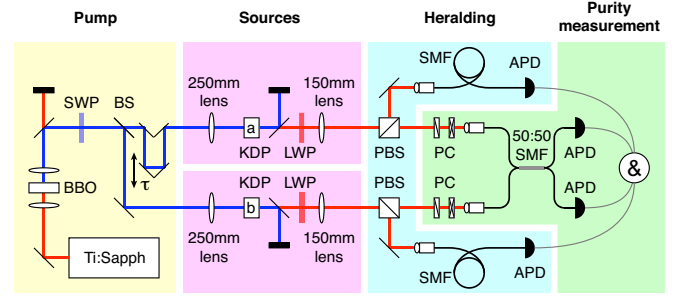 Pump
Sources
Heralding
Purity
measurement
SMF
APD
250mm
lens
150mm
lens
SWP
BS
a
KDP
LWP
PBS
PC
50:50
SMF
APD
τ
BBO
KDP
LWP
PBS
PC
APD
&
b
250mm
lens
150mm
lens
Ti:Sapph
SMF
APD